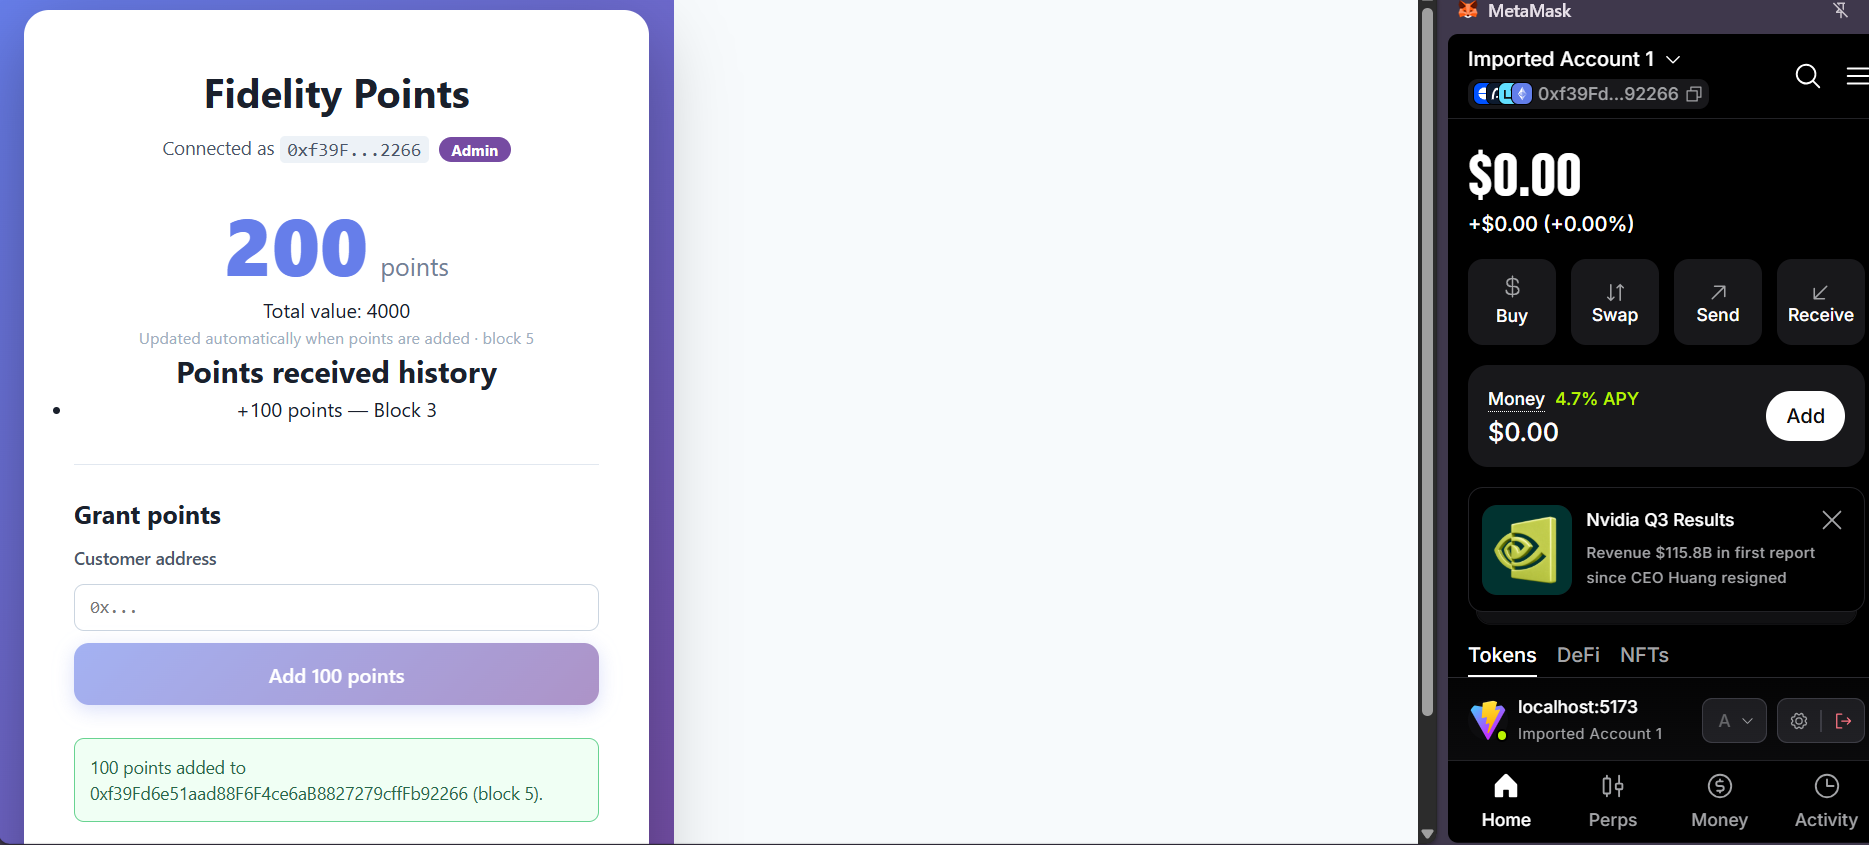 Fidelity Points
Connected as 0xf39F...2266 Admin
200 points
Total value: 4000
Updated automatically when points are added · block 5
Points received history
• +100 points — Block 3
Grant points
Customer address
0x...
Add 100 points
100 points added to
0xf39Fd6e51aad88F6F4ce6aB8827279cffFb92266 (block 5).
MetaMask
Imported Account 1
0xf39Fd...92266
$0.00
+$0.00 (+0.00%)
Buy
Swap
Send
Receive
Money 4.7% APY
$0.00
Add
Nvidia Q3 Results
Revenue $115.8B in first report
since CEO Huang resigned
Tokens DeFi NFTs
localhost:5173
Imported Account 1
A
Home
Perps
Money
Activity